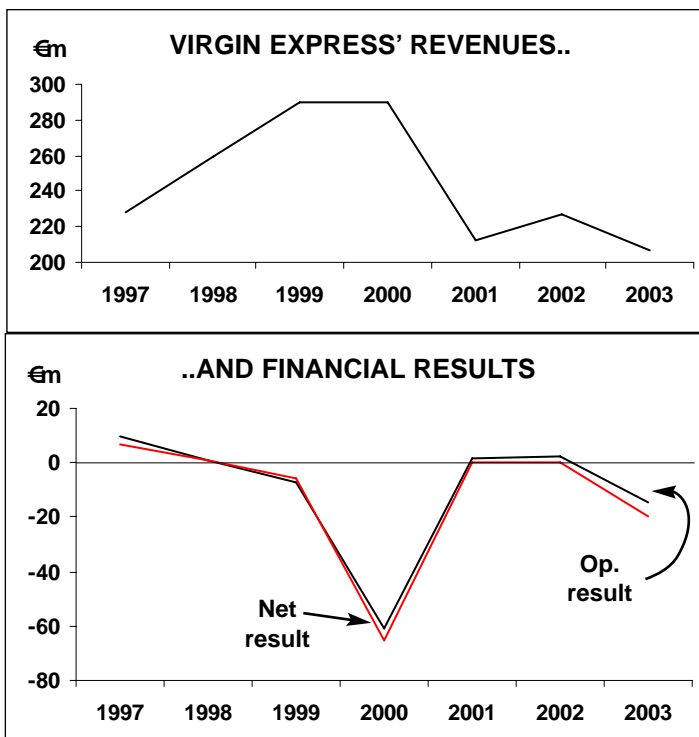 €m VIRGIN EXPRESS’ REVENUES..
300
280
260
240
220
200
1997 1998 1999 2000 2001 2002 2003
€m ..AND FINANCIAL RESULTS
20
0
-20
-40
-60
-80
Op.
result
Net
result
1997 1998 1999 2000 2001 2002 2003